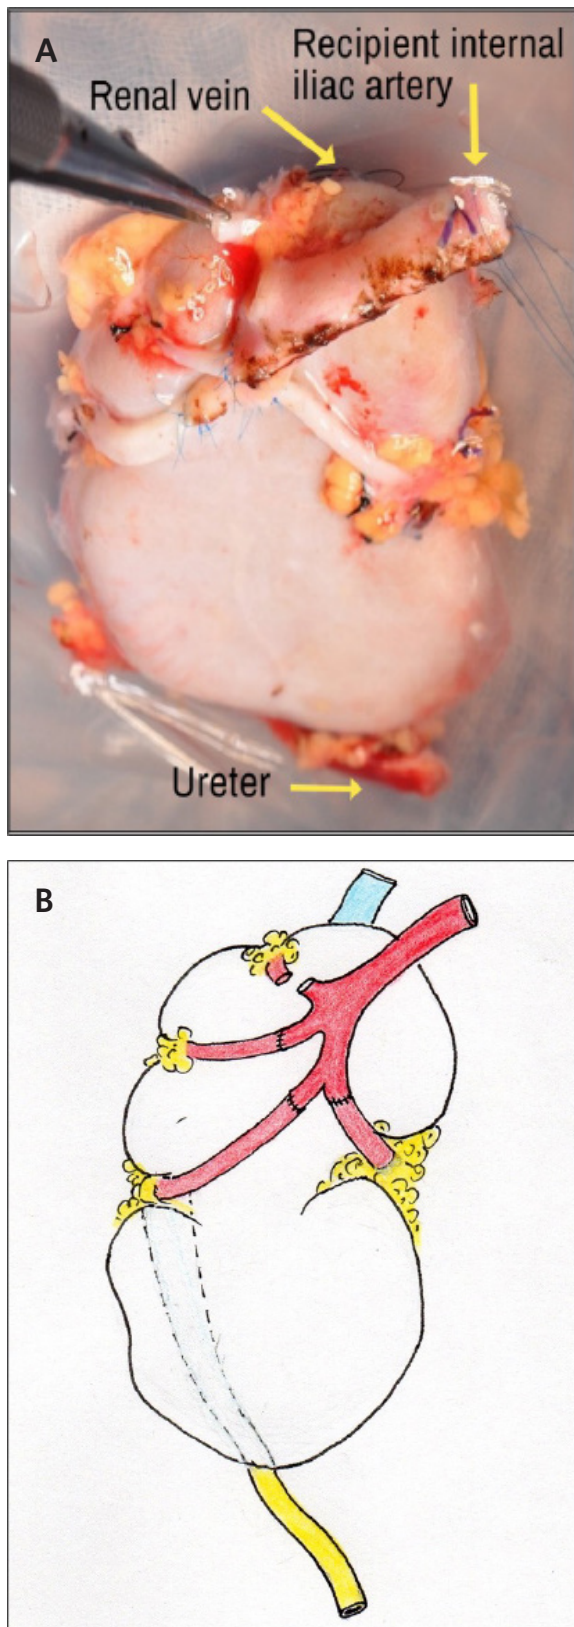 A
Recipient internal
iliac artery
Renal vein
Ureter
B